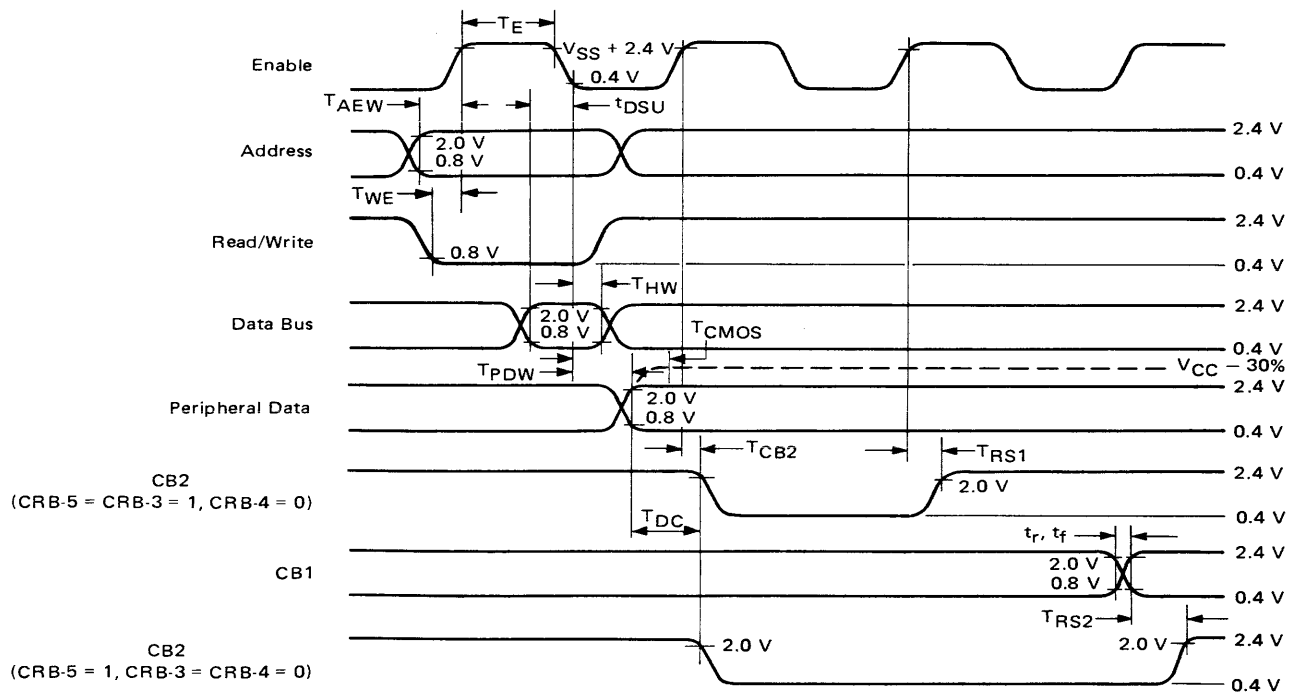 T_E
Enable
V_SS + 2.4 V
0.4 V
T_AEW
t_DSU
Address
2.0 V
0.8 V
2.4 V
0.4 V
T_WE
Read/Write
0.8 V
2.4 V
0.4 V
T_HW
Data Bus
2.0 V
0.8 V
2.4 V
0.4 V
T_CMOS
T_PDW
V_CC – 30%
Peripheral Data
2.0 V
0.8 V
2.4 V
0.4 V
T_CB2
T_RS1
CB2
(CRB-5 = CRB-3 = 1, CRB-4 = 0)
2.0 V
2.4 V
0.4 V
T_DC
t_r, t_f
CB1
2.0 V
0.8 V
2.4 V
0.4 V
T_RS2
CB2
(CRB-5 = 1, CRB-3 = CRB-4 = 0)
2.0 V
2.0 V
2.4 V
0.4 V